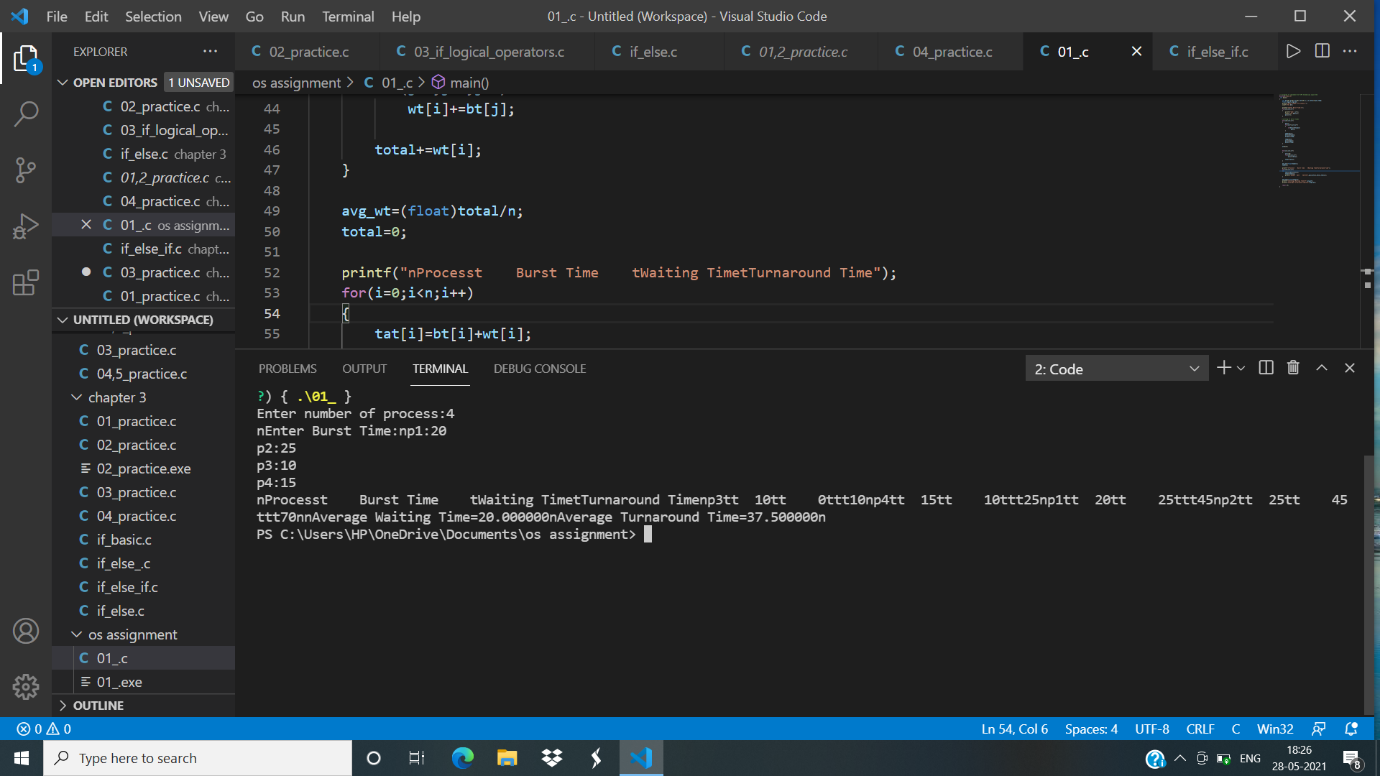 File Edit Selection View Go Run Terminal Help 01_.c - Untitled (Workspace) - Visual Studio Code
EXPLORER ···
02_practice.c 03_if_logical_operators.c if_else.c 01,2_practice.c 04_practice.c 01_.c if_else_if.c ···
OPEN EDITORS 1 UNSAVED
C 02_practice.c ch...
C 03_if_logical_op...
C if_else.c chapter 3
C 01,2_practice.c c...
C 04_practice.c ch...
C 01_.c os assignm...
C if_else_if.c chapt...
C 03_practice.c ch...
C 01_practice.c ch...
UNTITLED (WORKSPACE)
C 03_practice.c
C 04,5_practice.c
chapter 3
C 01_practice.c
C 02_practice.c
02_practice.exe
C 03_practice.c
C 04_practice.c
C if_basic.c
C if_else_.c
C if_else_if.c
C if_else.c
os assignment
C 01_.c
01_.exe
OUTLINE
os assignment > C 01_.c > main()
44 wt[i]+=bt[j];
45
46 total+=wt[i];
47 }
48
49 avg_wt=(float)total/n;
50 total=0;
51
52 printf("nProcesst    Burst Time    tWaiting TimetTurnaround Time");
53 for(i=0;i<n;i++)
54 {
55 tat[i]=bt[i]+wt[i];
PROBLEMS OUTPUT TERMINAL DEBUG CONSOLE 2: Code
?) { .\01_ }
Enter number of process:4
nEnter Burst Time:np1:20
p2:25
p3:10
p4:15
nProcesst    Burst Time    tWaiting TimetTurnaround Timenp3tt  10tt    0ttt10np4tt  15tt    10ttt25np1tt  20tt    25ttt45np2tt  25tt    45
ttt70nnAverage Waiting Time=20.000000nAverage Turnaround Time=37.500000n
PS C:\Users\HP\OneDrive\Documents\os assignment>
0 0 Ln 54, Col 6 Spaces: 4 UTF-8 CRLF C Win32
Type here to search ENG 18:26
28-05-2021 8